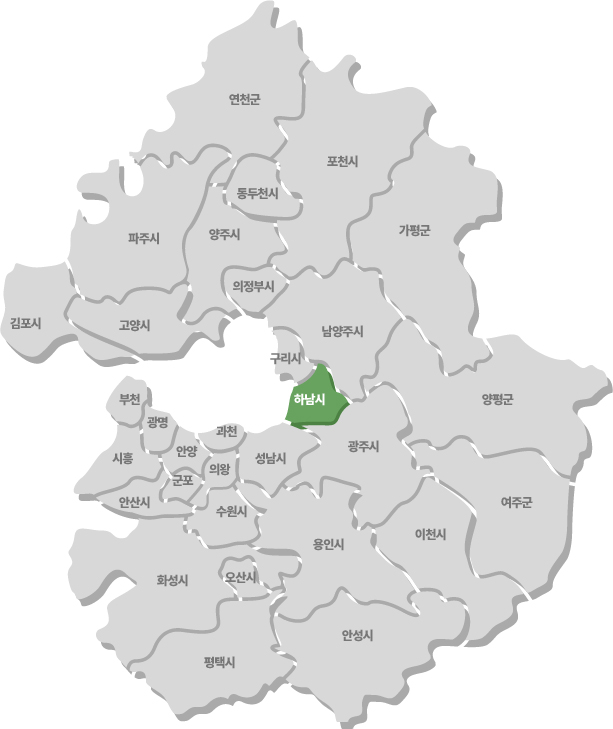 연천군
포천시
동두천시
가평군
양주시
파주시
의정부시
김포시
고양시
남양주시
구리시
하남시
양평군
부천
광명
과천
안양
광주시
시흥
의왕
성남시
군포
안산시
여주군
수원시
이천시
용인시
화성시
오산시
안성시
평택시